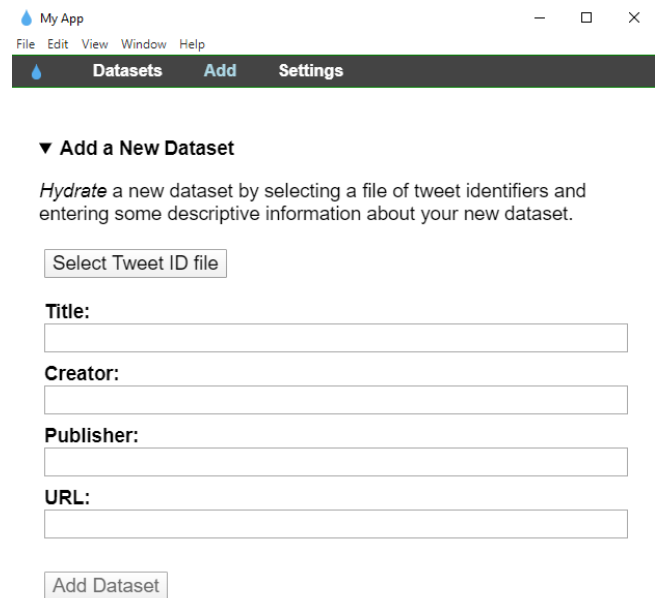 My App
File Edit View Window Help
Datasets Add Settings
▼ Add a New Dataset
Hydrate a new dataset by selecting a file of tweet identifiers and
entering some descriptive information about your new dataset.
Select Tweet ID file
Title:
Creator:
Publisher:
URL:
Add Dataset